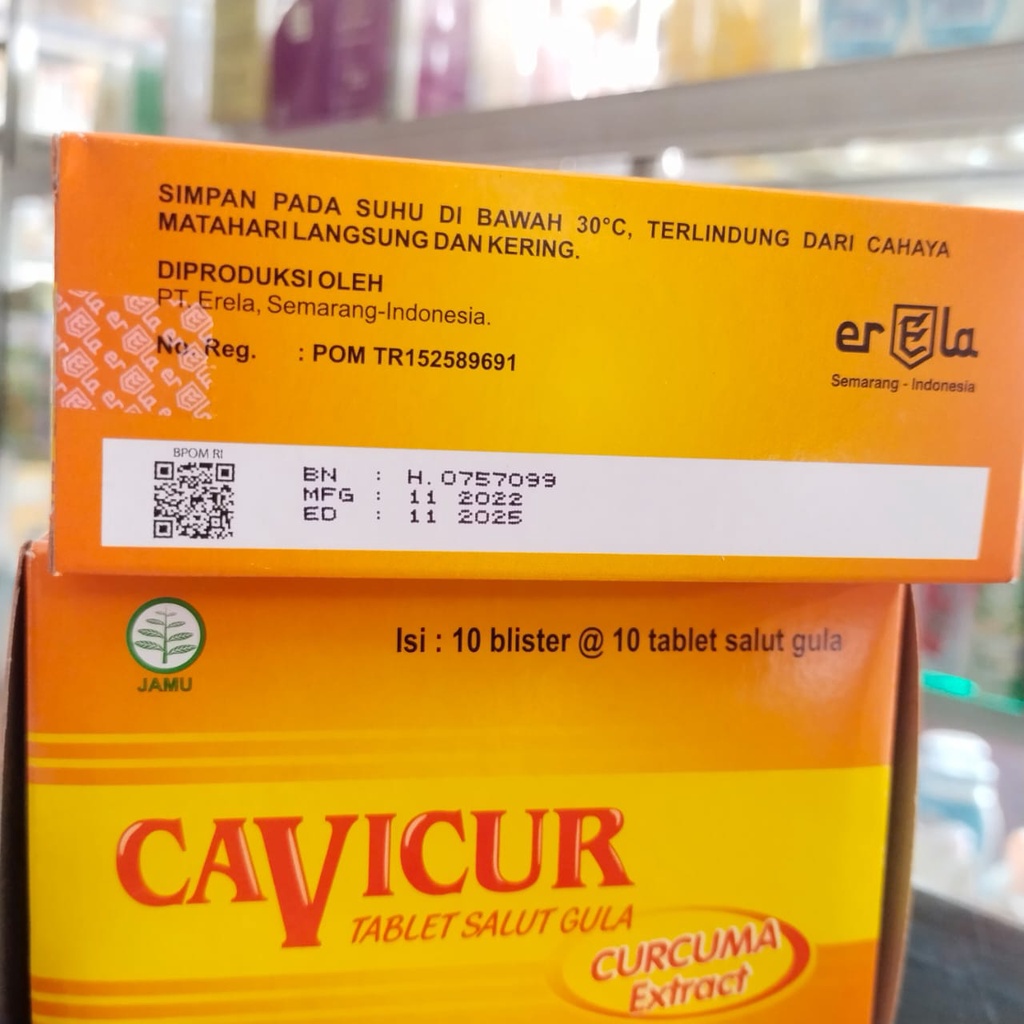 SIMPAN PADA SUHU DI BAWAH 30°C, TERLINDUNG DARI CAHAYA
MATAHARI LANGSUNG DAN KERING.
DIPRODUKSI OLEH
PT. Erela, Semarang-Indonesia.
No. Reg. : POM TR152589691
erela
Semarang - Indonesia
BPOM RI
BN : H. 0757099
MFG : 11 2022
ED : 11 2025
JAMU
Isi : 10 blister @ 10 tablet salut gula
CAVICUR
TABLET SALUT GULA
CURCUMA
Extract